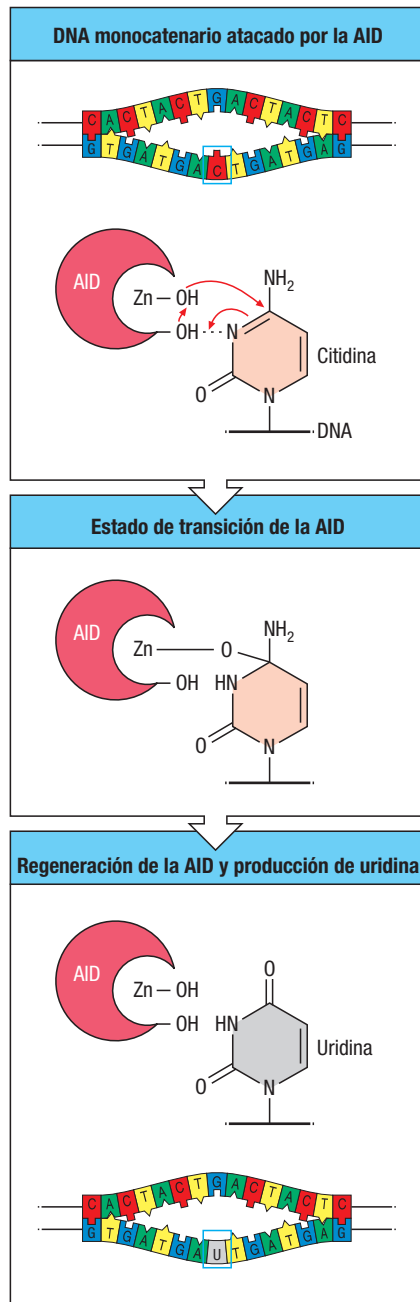 DNA monocatenario atacado por la AID
C A C T A C T G A C T A C T C
G T G A T G A C T G A T G A G
AID
Zn OH
OH
NH2
N
Citidina
O
N
DNA
Estado de transición de la AID
AID
Zn O
NH2
OH HN
O
N
Regeneración de la AID y producción de uridina
AID
Zn OH
OH
O
HN
Uridina
O
N
C A C T A C T G A C T A C T C
G T G A T G A U T G A T G A G